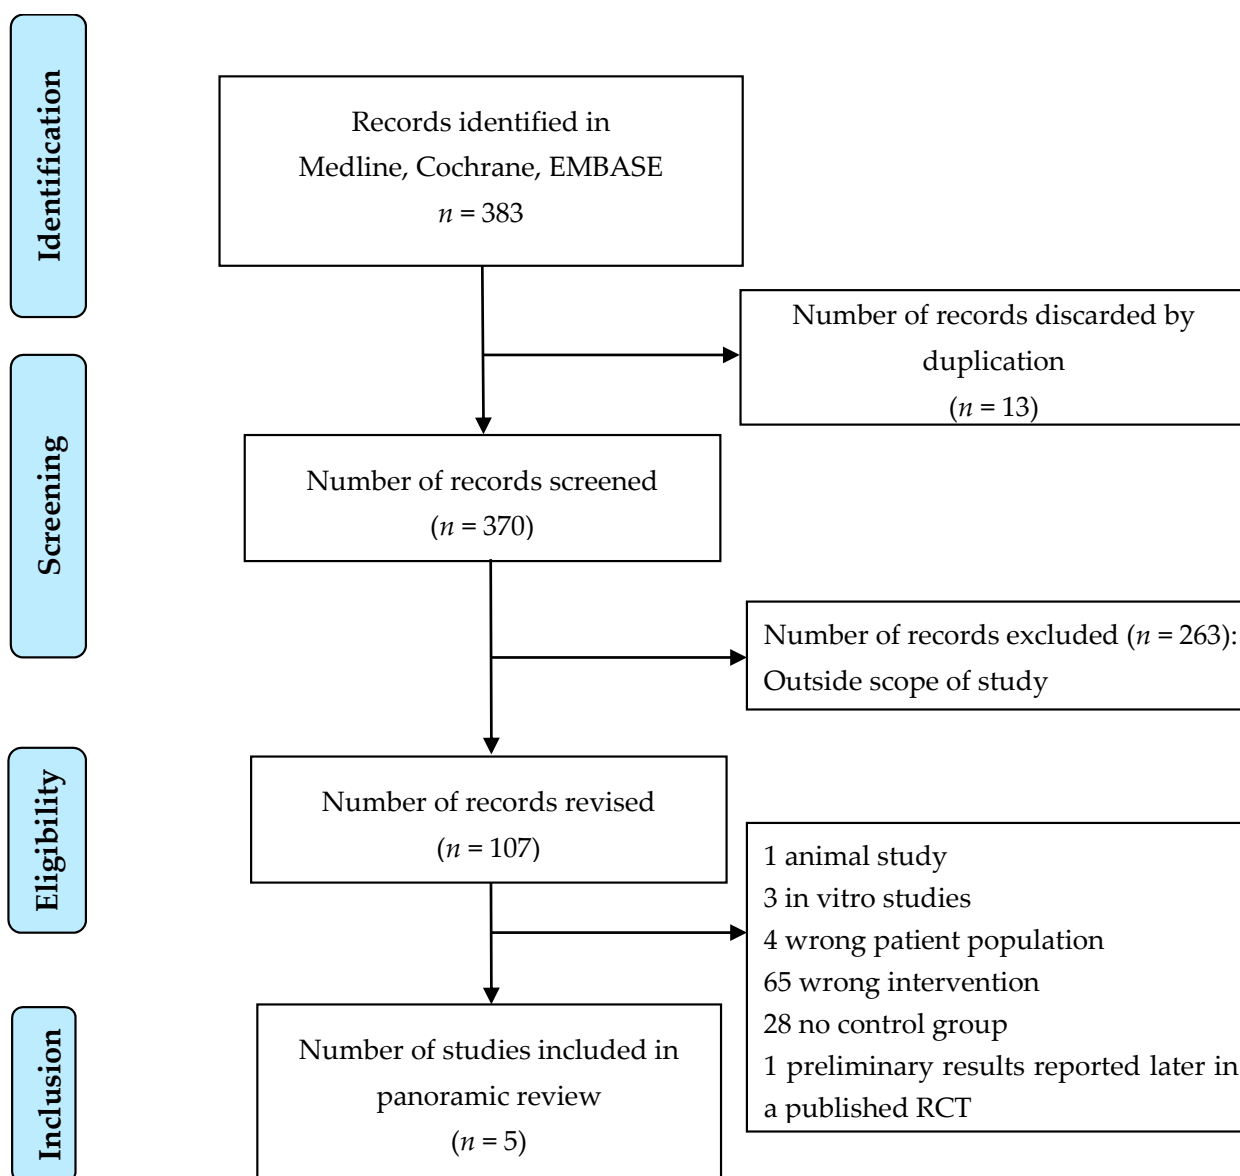 Identification
Records identified in
Medline, Cochrane, EMBASE
n = 383
Number of records discarded by
duplication
(n = 13)
Screening
Number of records screened
(n = 370)
Number of records excluded (n = 263):
Outside scope of study
Eligibility
Number of records revised
(n = 107)
1 animal study
3 in vitro studies
4 wrong patient population
65 wrong intervention
28 no control group
1 preliminary results reported later in
a published RCT
Inclusion
Number of studies included in
panoramic review
(n = 5)